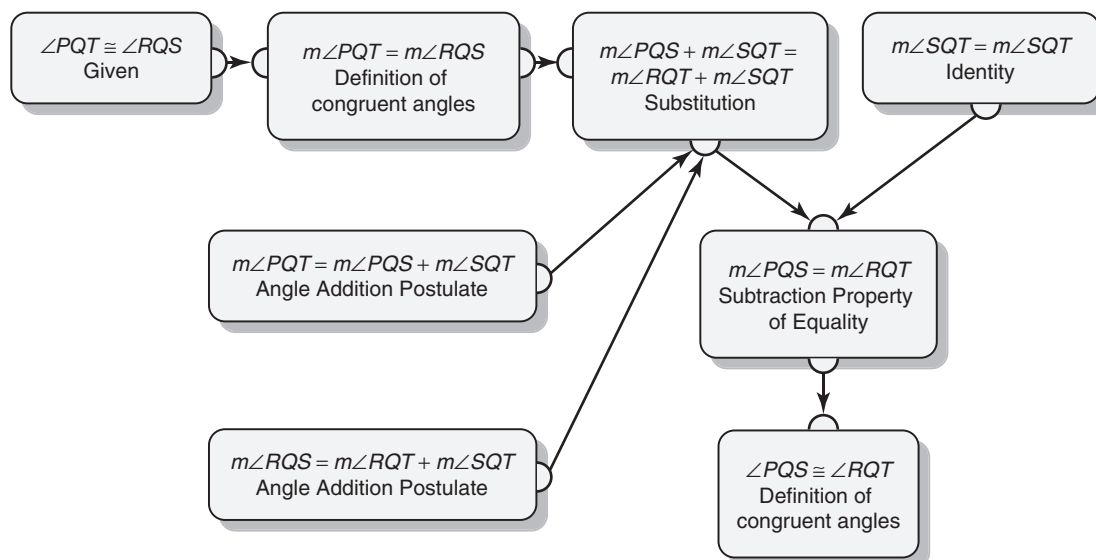 ∠PQT ≅ ∠RQS
Given
m∠PQT = m∠RQS
Definition of
congruent angles
m∠PQS + m∠SQT =
m∠RQT + m∠SQT
Substitution
m∠SQT = m∠SQT
Identity
m∠PQT = m∠PQS + m∠SQT
Angle Addition Postulate
m∠PQS = m∠RQT
Subtraction Property
of Equality
m∠RQS = m∠RQT + m∠SQT
Angle Addition Postulate
∠PQS ≅ ∠RQT
Definition of
congruent angles